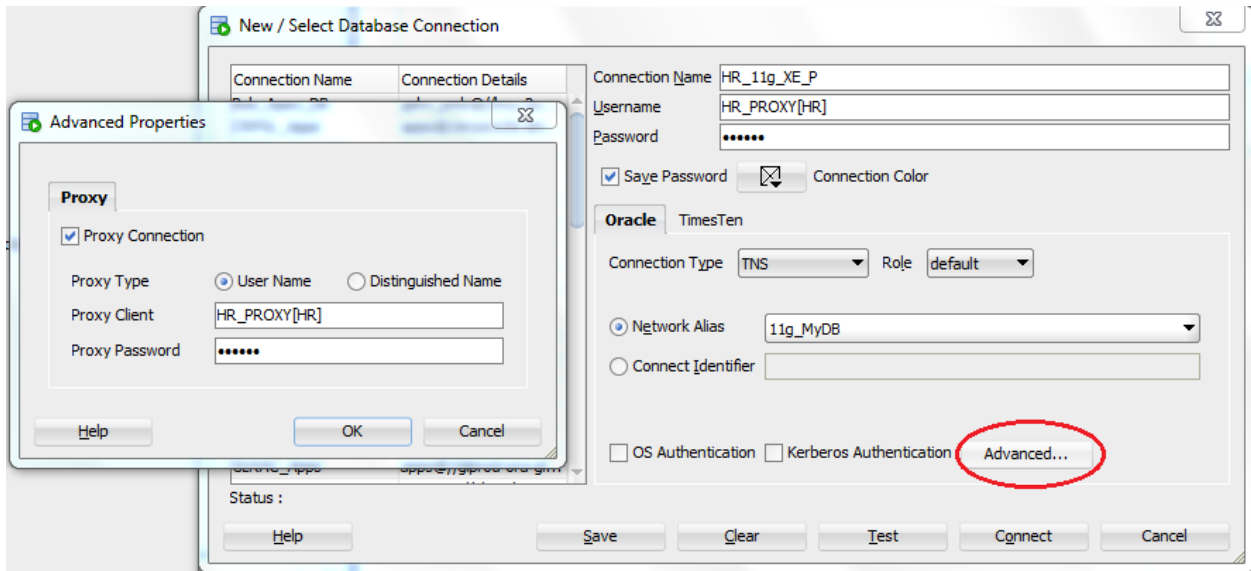 New / Select Database Connection
Connection Name Connection Details
Connection Name HR_11g_XE_P
Username HR_PROXY[HR]
Password ••••••
Save Password Connection Color
Oracle TimesTen
Connection Type TNS Role default
Network Alias 11g_MyDB
Connect Identifier
OS Authentication Kerberos Authentication Advanced...
Status :
Help Save Clear Test Connect Cancel
Advanced Properties
Proxy
Proxy Connection
Proxy Type User Name Distinguished Name
Proxy Client HR_PROXY[HR]
Proxy Password ••••••
Help OK Cancel